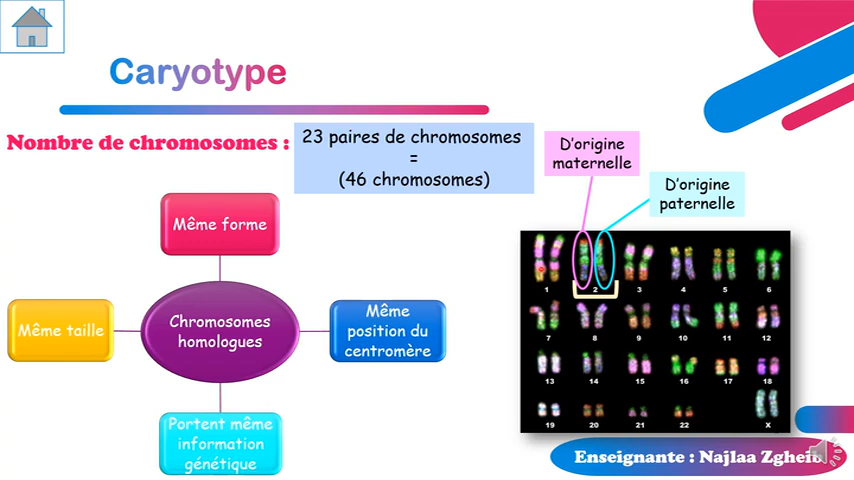 Caryotype
Nombre de chromosomes :
23 paires de chromosomes
=
(46 chromosomes)
D'origine
maternelle
D'origine
paternelle
Même forme
Même taille
Chromosomes
homologues
Même
position du
centromère
Portent même
information
génétique
1 2 3 4 5 6
7 8 9 10 11 12
13 14 15 16 17 18
19 20 21 22 X
Enseignante : Najlaa Zgheib